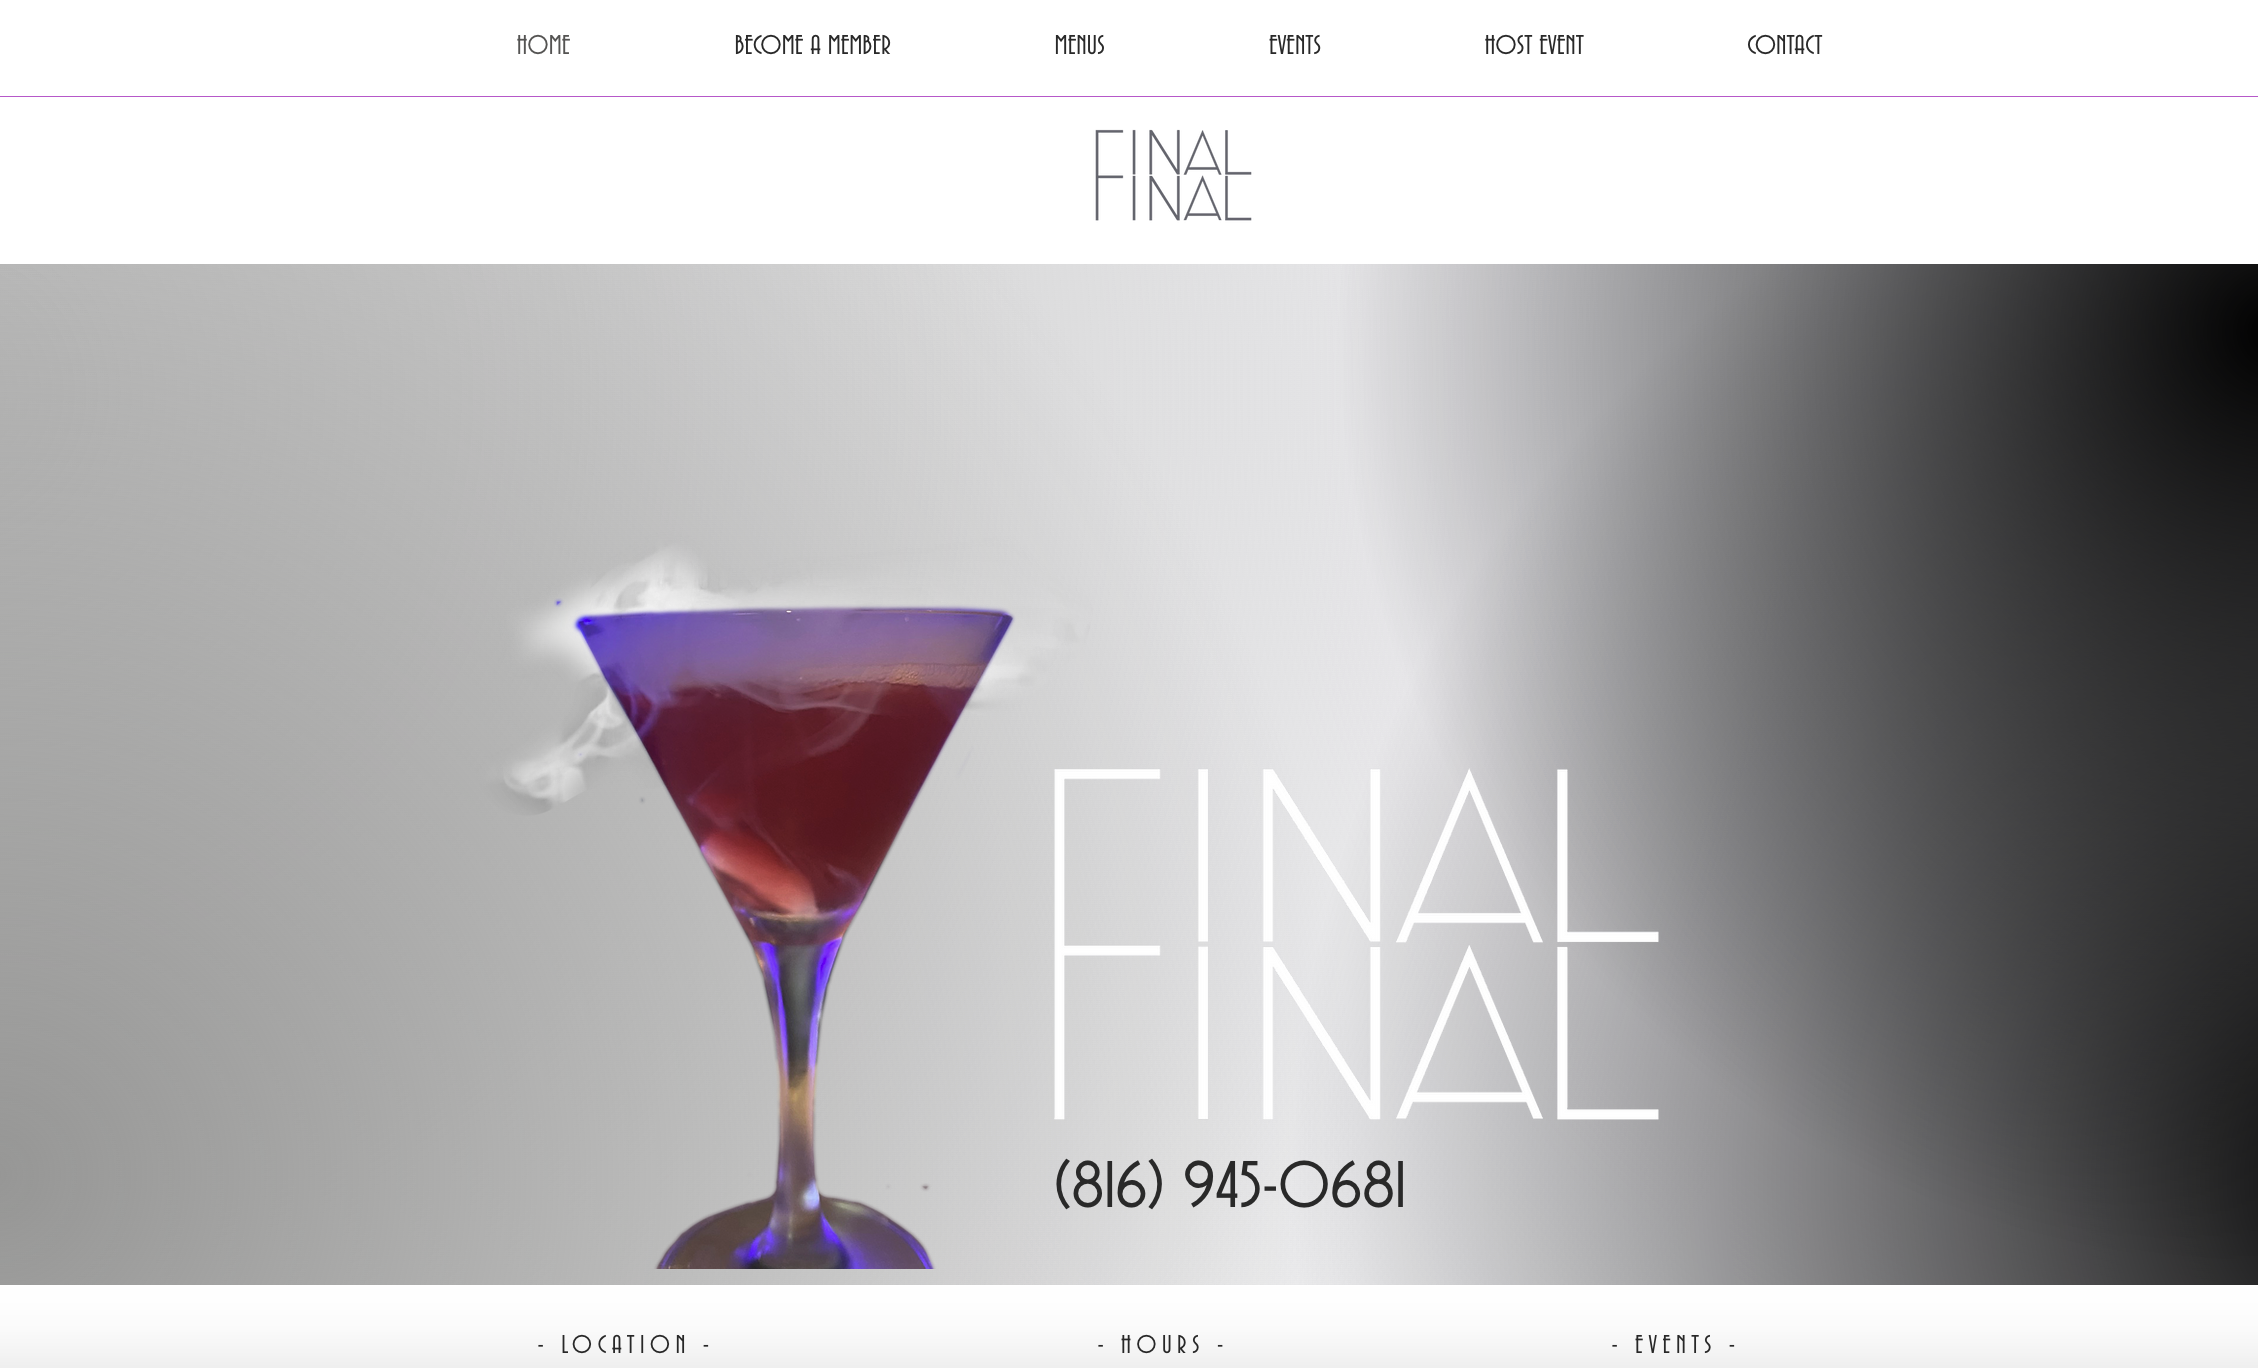 HOME BECOME A MEMBER MENUS EVENTS HOST EVENT CONTACT
FINAL
FINAL
FINAL
FINAL
(816) 945-0681
- LOCATION - - HOURS - - EVENTS -